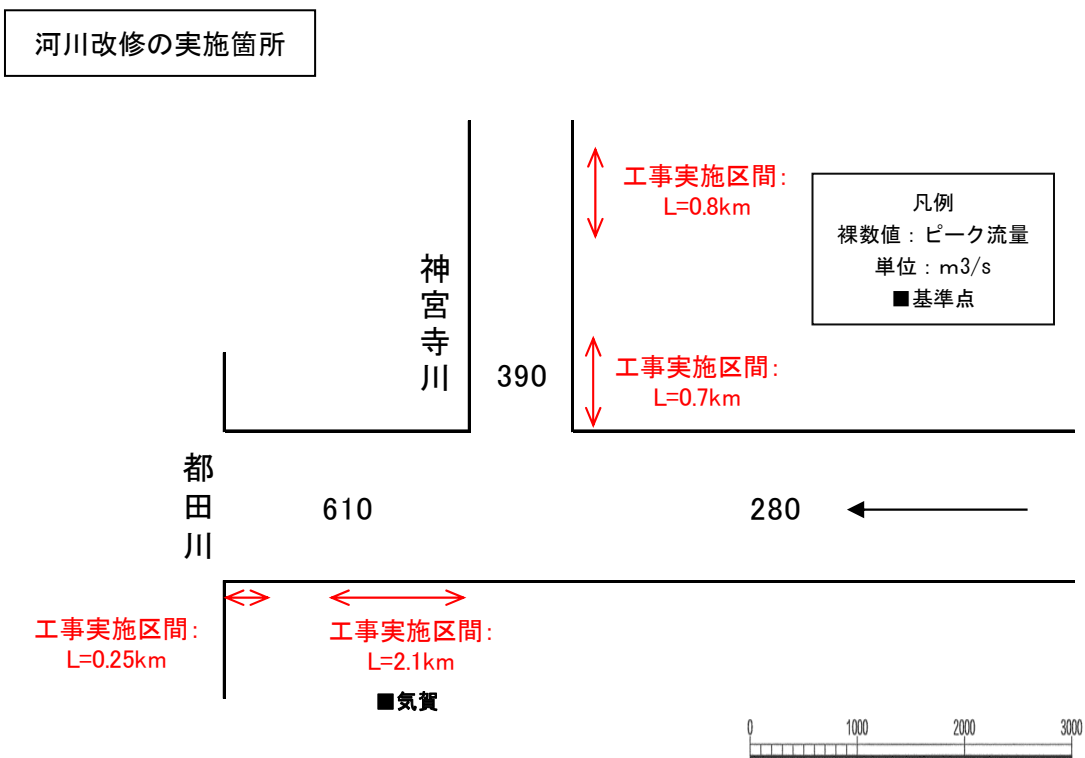 河川改修の実施箇所
工事実施区間:
L=0.8km
凡例
裸数値：ピーク流量
単位：ｍ3/s
■基準点
神宮寺川
390
工事実施区間:
L=0.7km
都田川
610
280
工事実施区間:
L=0.25km
工事実施区間:
L=2.1km
■気賀
0 1000 2000 3000